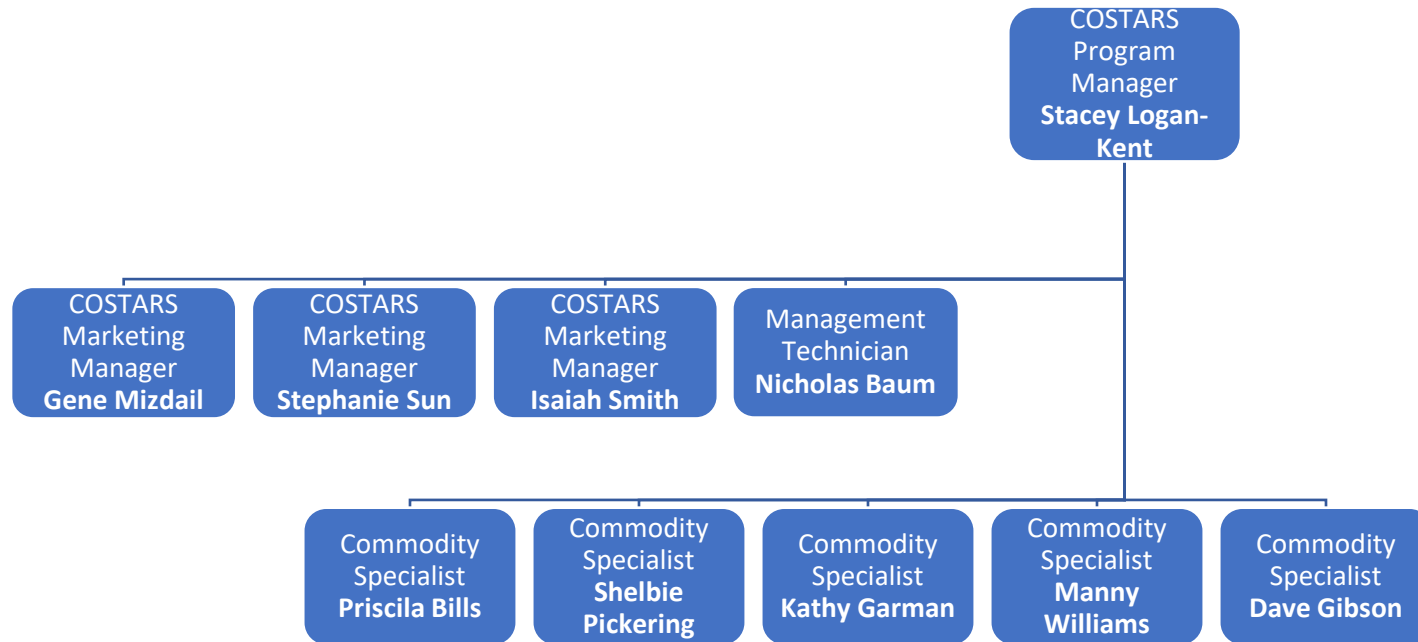 COSTARS
Program
Manager
Stacey Logan-
Kent
COSTARS
Marketing
Manager
Gene Mizdail
COSTARS
Marketing
Manager
Stephanie Sun
COSTARS
Marketing
Manager
Isaiah Smith
Management
Technician
Nicholas Baum
Commodity
Specialist
Priscila Bills
Commodity
Specialist
Shelbie
Pickering
Commodity
Specialist
Kathy Garman
Commodity
Specialist
Manny
Williams
Commodity
Specialist
Dave Gibson